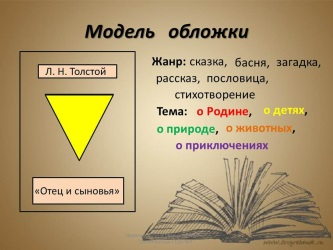 Модель обложки
Л. Н. Толстой
«Отец и сыновья»
Жанр: сказка, басня, загадка,
рассказ, пословица,
стихотворение
Тема: о Родине, о детях,
о природе, о животных,
о приключениях